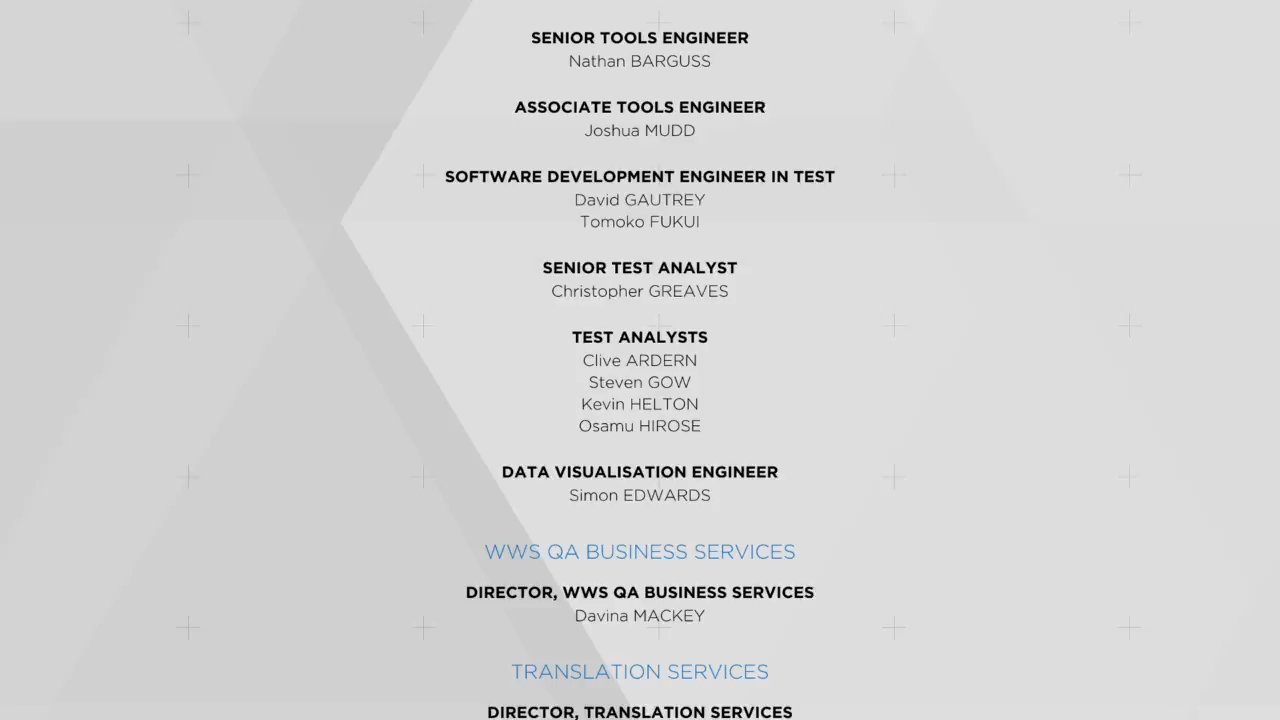 SENIOR TOOLS ENGINEER
Nathan BARGUSS
ASSOCIATE TOOLS ENGINEER
Joshua MUDD
SOFTWARE DEVELOPMENT ENGINEER IN TEST
David GAUTREY
Tomoko FUKUI
SENIOR TEST ANALYST
Christopher GREAVES
TEST ANALYSTS
Clive ARDERN
Steven GOW
Kevin HELTON
Osamu HIROSE
DATA VISUALISATION ENGINEER
Simon EDWARDS
WWS QA BUSINESS SERVICES
DIRECTOR, WWS QA BUSINESS SERVICES
Davina MACKEY
TRANSLATION SERVICES
DIRECTOR, TRANSLATION SERVICES